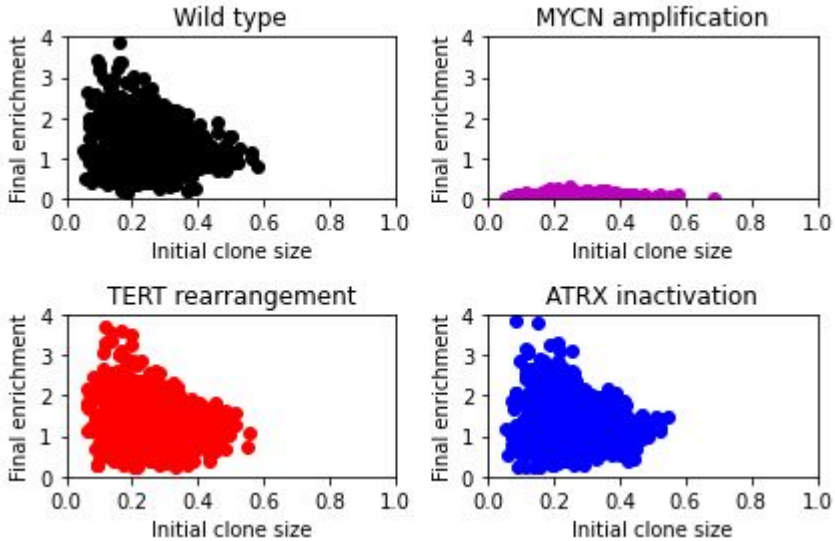 Wild type
Final enrichment
4
3
2
1
0
0.0 0.2 0.4 0.6 0.8 1.0
Initial clone size
MYCN amplification
Final enrichment
4
3
2
1
0
0.0 0.2 0.4 0.6 0.8 1.0
Initial clone size
TERT rearrangement
Final enrichment
4
3
2
1
0
0.0 0.2 0.4 0.6 0.8 1.0
Initial clone size
ATRX inactivation
Final enrichment
4
3
2
1
0
0.0 0.2 0.4 0.6 0.8 1.0
Initial clone size